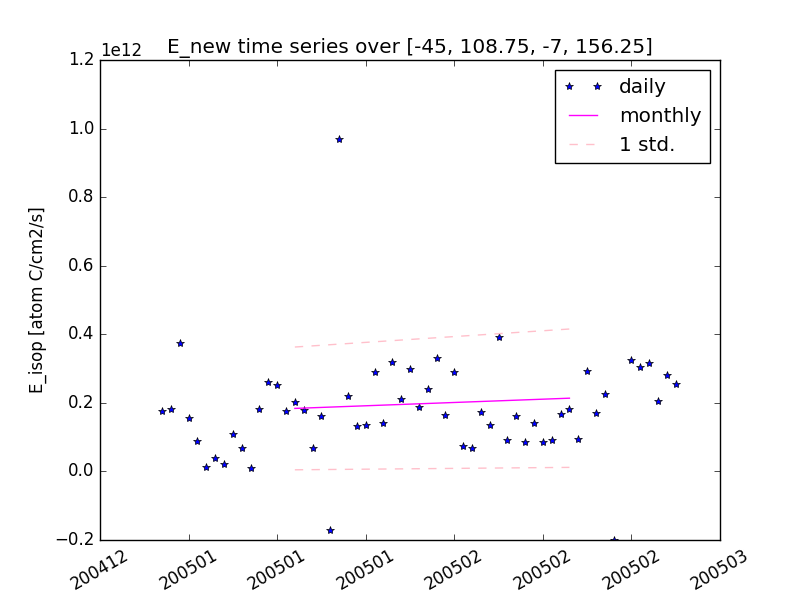 E_new time series over [-45, 108.75, -7, 156.25]
1e12
1.2
1.0
0.8
0.6
0.4
0.2
0.0
−0.2
E_isop [atom C/cm2/s]
daily
monthly
1 std.
200412
200501
200501
200501
200502
200502
200502
200503